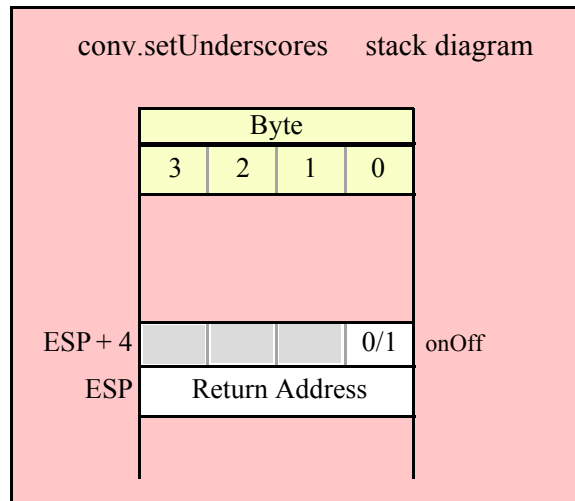 conv.setUnderscores stack diagram
Byte
3 2 1 0
ESP + 4 0/1 onOff
ESP Return Address